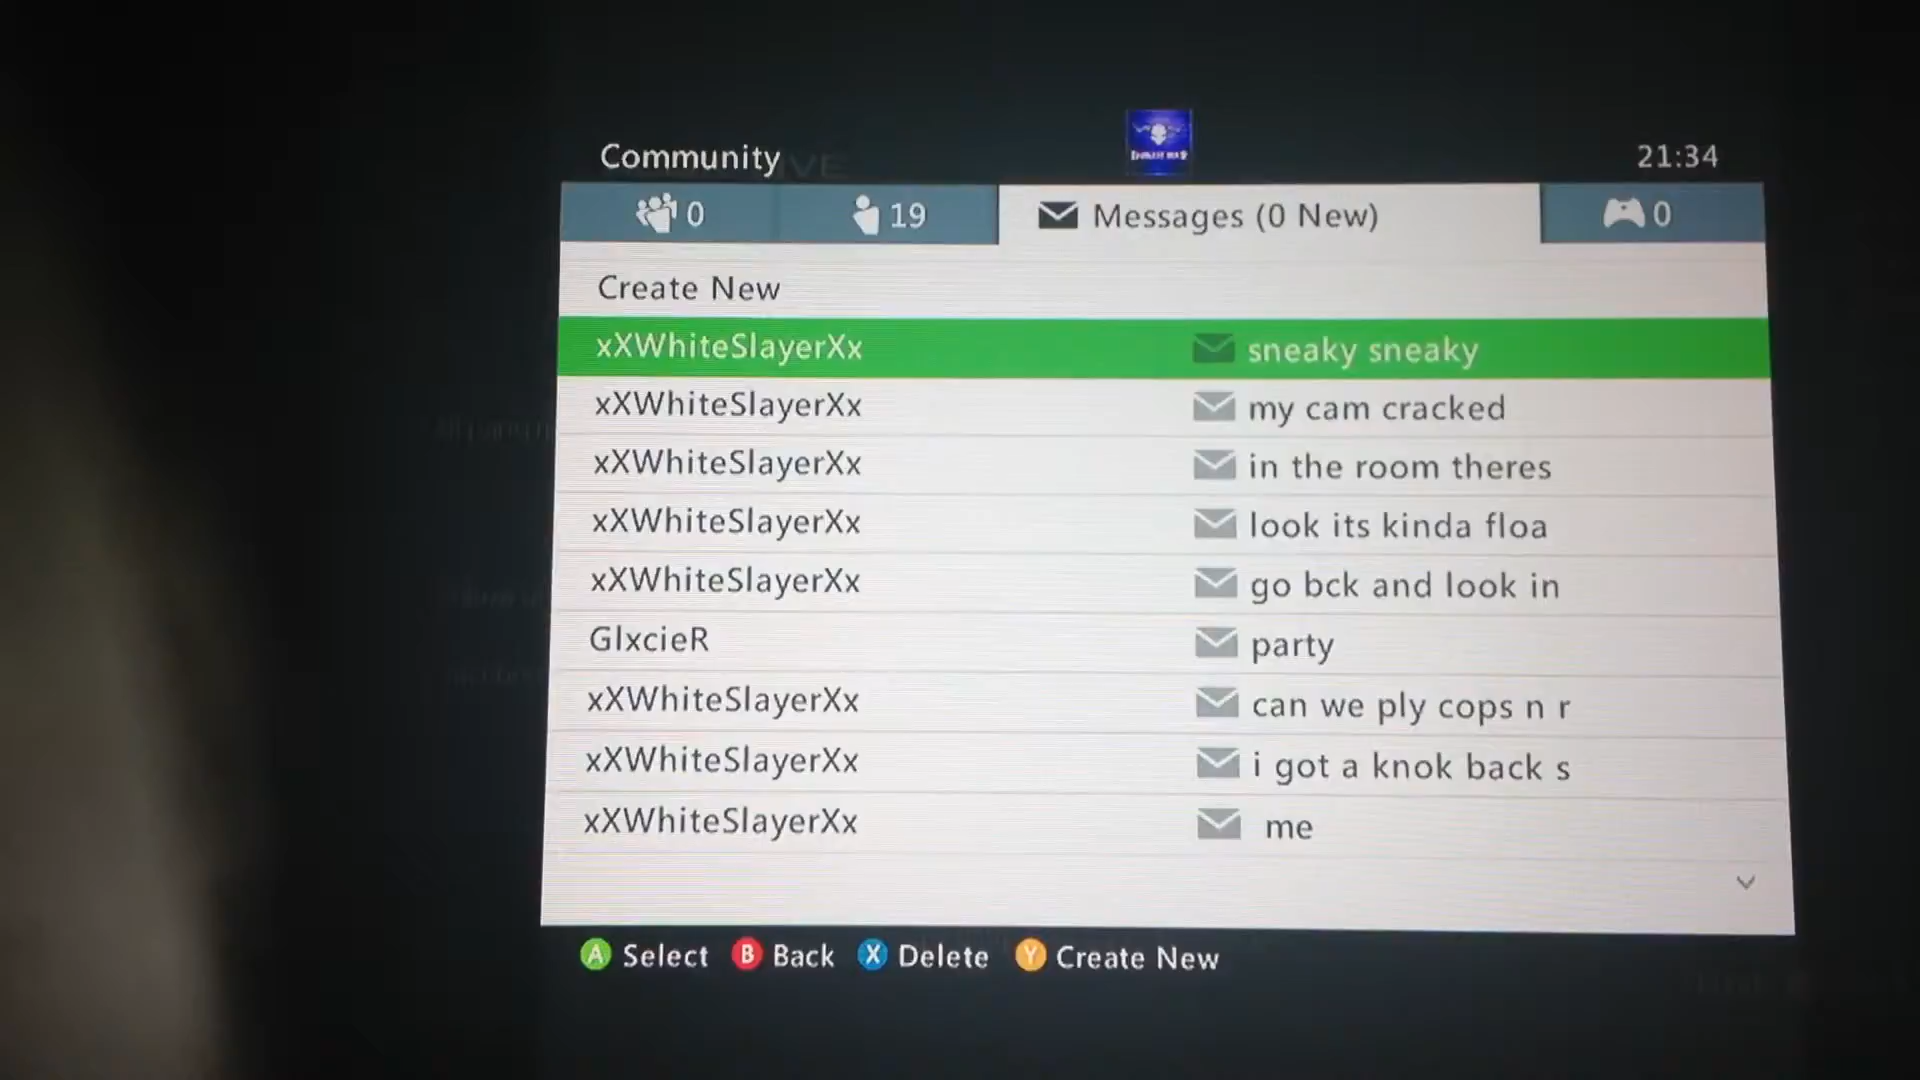 Community
21:34
0
19
Messages (0 New)
0
Create New
xXWhiteSlayerXx sneaky sneaky
xXWhiteSlayerXx my cam cracked
xXWhiteSlayerXx in the room theres
xXWhiteSlayerXx look its kinda floa
xXWhiteSlayerXx go bck and look in
GlxcieR party
xXWhiteSlayerXx can we ply cops n r
xXWhiteSlayerXx i got a knok back s
xXWhiteSlayerXx me
A Select B Back X Delete Y Create New